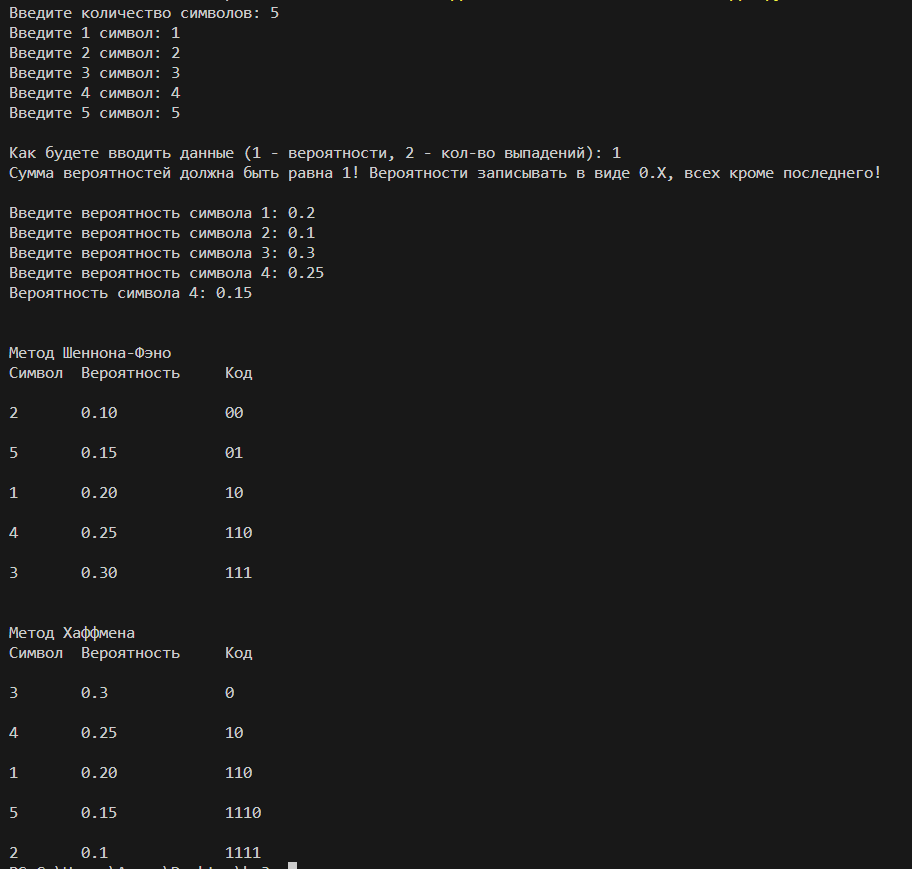 Введите количество символов: 5
Введите 1 символ: 1
Введите 2 символ: 2
Введите 3 символ: 3
Введите 4 символ: 4
Введите 5 символ: 5
Как будете вводить данные (1 - вероятности, 2 - кол-во выпадений): 1
Сумма вероятностей должна быть равна 1! Вероятности записывать в виде 0.X, всех кроме последнего!
Введите вероятность символа 1: 0.2
Введите вероятность символа 2: 0.1
Введите вероятность символа 3: 0.3
Введите вероятность символа 4: 0.25
Вероятность символа 4: 0.15
Метод Шеннона-Фэно
Символ Вероятность Код
2 0.10 00
5 0.15 01
1 0.20 10
4 0.25 110
3 0.30 111
Метод Хаффмена
Символ Вероятность Код
3 0.3 0
4 0.25 10
1 0.20 110
5 0.15 1110
2 0.1 1111